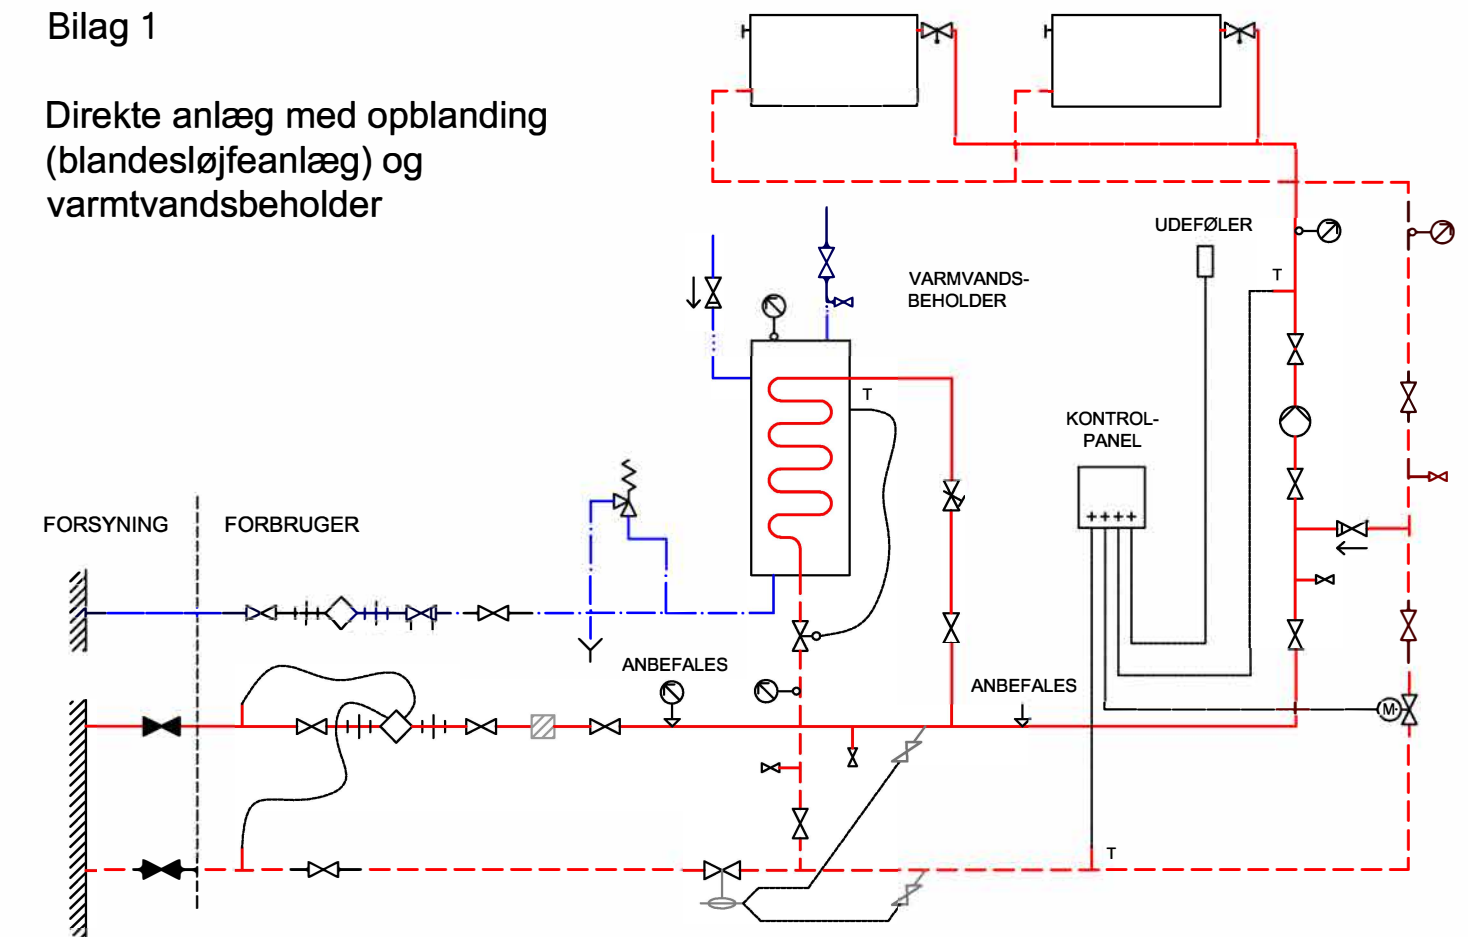 Bilag 1
Direkte anlæg med opblanding
(blandesløjfeanlæg) og
varmtvandsbeholder
UDEFØLER
T
VARMVANDS-
BEHOLDER
T
KONTROL-
PANEL
++++
FORSYNING
FORBRUGER
ANBEFALES
ANBEFALES
M
T